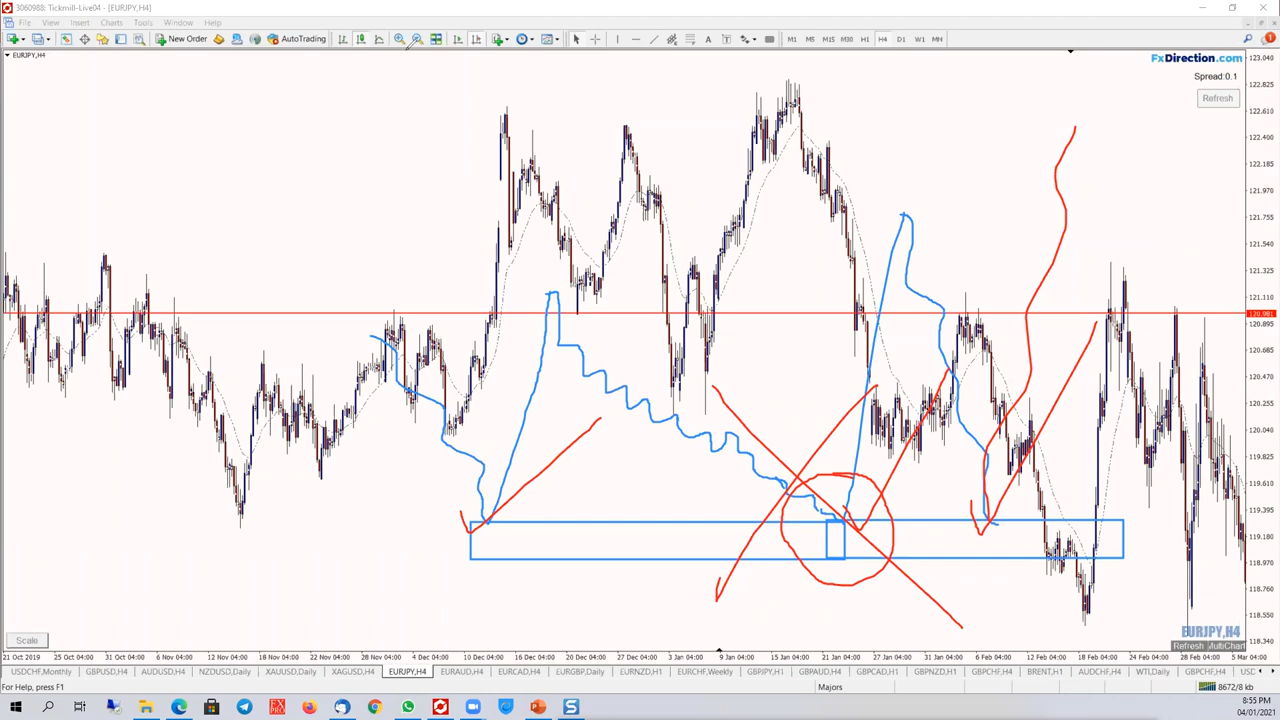 3060988: Tickmill-Live04 - [EURJPY,H4]
File View Insert Charts Tools Window Help
New Order AutoTrading M1 M5 M15 M30 H1 H4 D1 W1 MN
EURJPY,H4
FxDirection.com
Spread:0.1
Refresh
123.040
122.825
122.610
122.400
122.185
121.970
121.755
121.540
121.325
121.110
120.981
120.895
120.685
120.470
120.255
120.040
119.825
119.610
119.395
119.180
118.970
118.760
118.550
118.340
EURJPY,H4
Scale
Refresh MultiChart
21 Oct 2019 25 Oct 04:00 31 Oct 04:00 6 Nov 04:00 12 Nov 04:00 18 Nov 04:00 22 Nov 04:00 28 Nov 04:00 4 Dec 04:00 10 Dec 04:00 16 Dec 04:00 20 Dec 04:00 27 Dec 04:00 3 Jan 04:00 9 Jan 04:00 15 Jan 04:00 21 Jan 04:00 27 Jan 04:00 31 Jan 04:00 6 Feb 04:00 12 Feb 04:00 18 Feb 04:00 24 Feb 04:00 28 Feb 04:00 5 Mar 04:00
USDCHF,Monthly GBPUSD,H4 AUDUSD,H4 NZDUSD,Daily XAUUSD,Daily XAGUSD,H4 EURJPY,H4 EURAUD,H4 EURCAD,H4 EURGBP,Daily EURNZD,H1 EURCHF,Weekly GBPJPY,H1 GBPAUD,H4 GBPCAD,H1 GBPNZD,H1 GBPCHF,H4 BRENT,H1 AUDCHF,H4 WTI,Daily GBPCHF,H4 USD
For Help, press F1 Majors 8672/8 kb
8:55 PM
04/01/2021